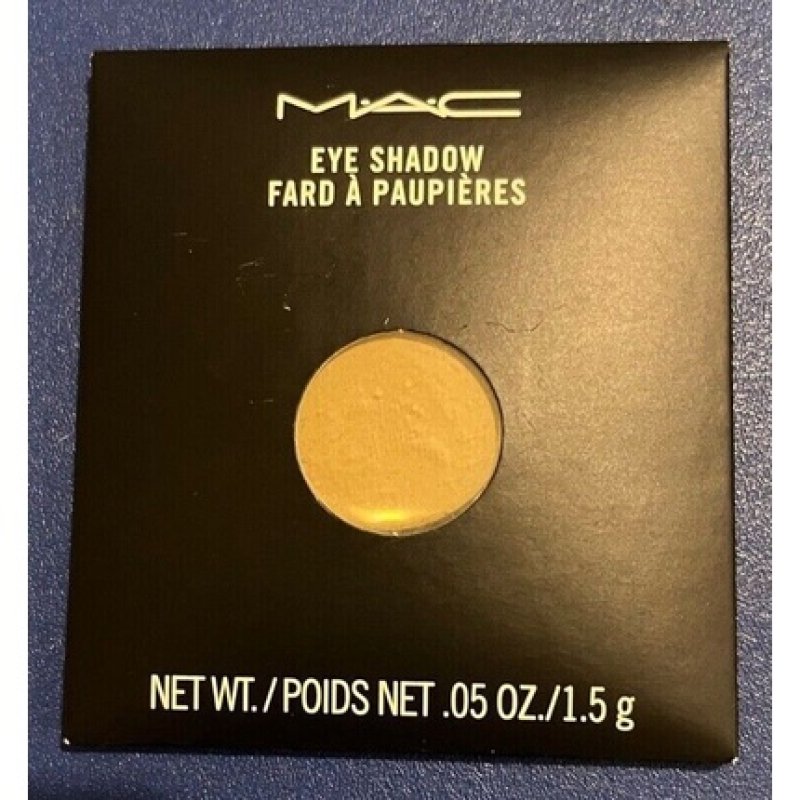 M·A·C
EYE SHADOW
FARD À PAUPIÈRES
NET WT. / POIDS NET .05 OZ./1.5 g